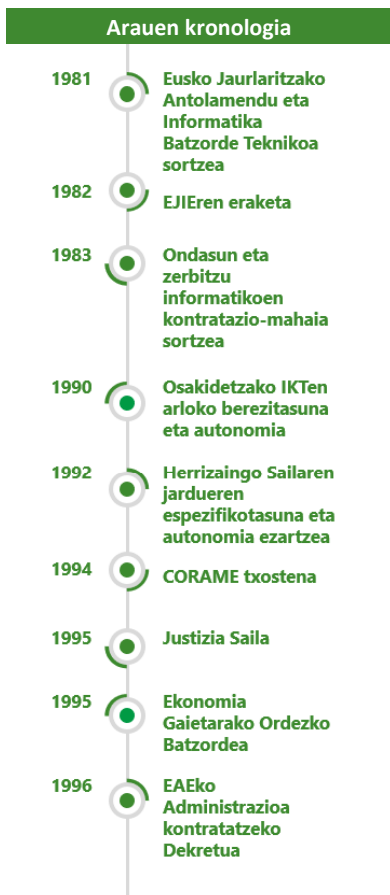 Arauen kronologia
1981
Eusko Jaurlaritzako
Antolamendu eta
Informatika
Batzorde Teknikoa
sortzea
1982
EJIEren eraketa
1983
Ondasun eta
zerbitzu
informatikoen
kontratazio-mahaia
sortzea
1990
Osakidetzako IKTen
arloko berezitasuna
eta autonomia
1992
Herrizaingo Sailaren
jardueren
espezifikotasuna eta
autonomia ezartzea
1994
CORAME txostena
1995
Justizia Saila
1995
Ekonomia
Gaietarako Ordezko
Batzordea
1996
EAEko
Administrazioa
kontratatzeko
Dekretua